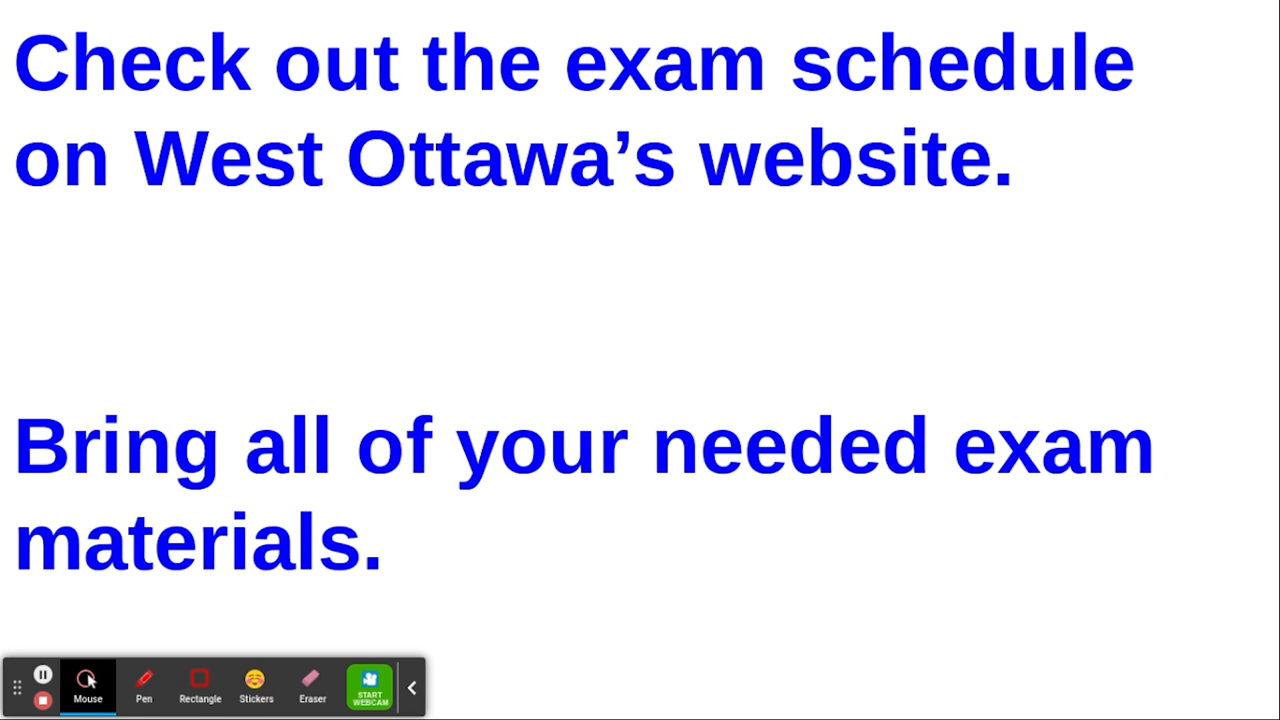 Check out the exam schedule
on West Ottawa’s website.
Bring all of your needed exam
materials.
Mouse
Pen
Rectangle
Stickers
Eraser
START
WEBCAM